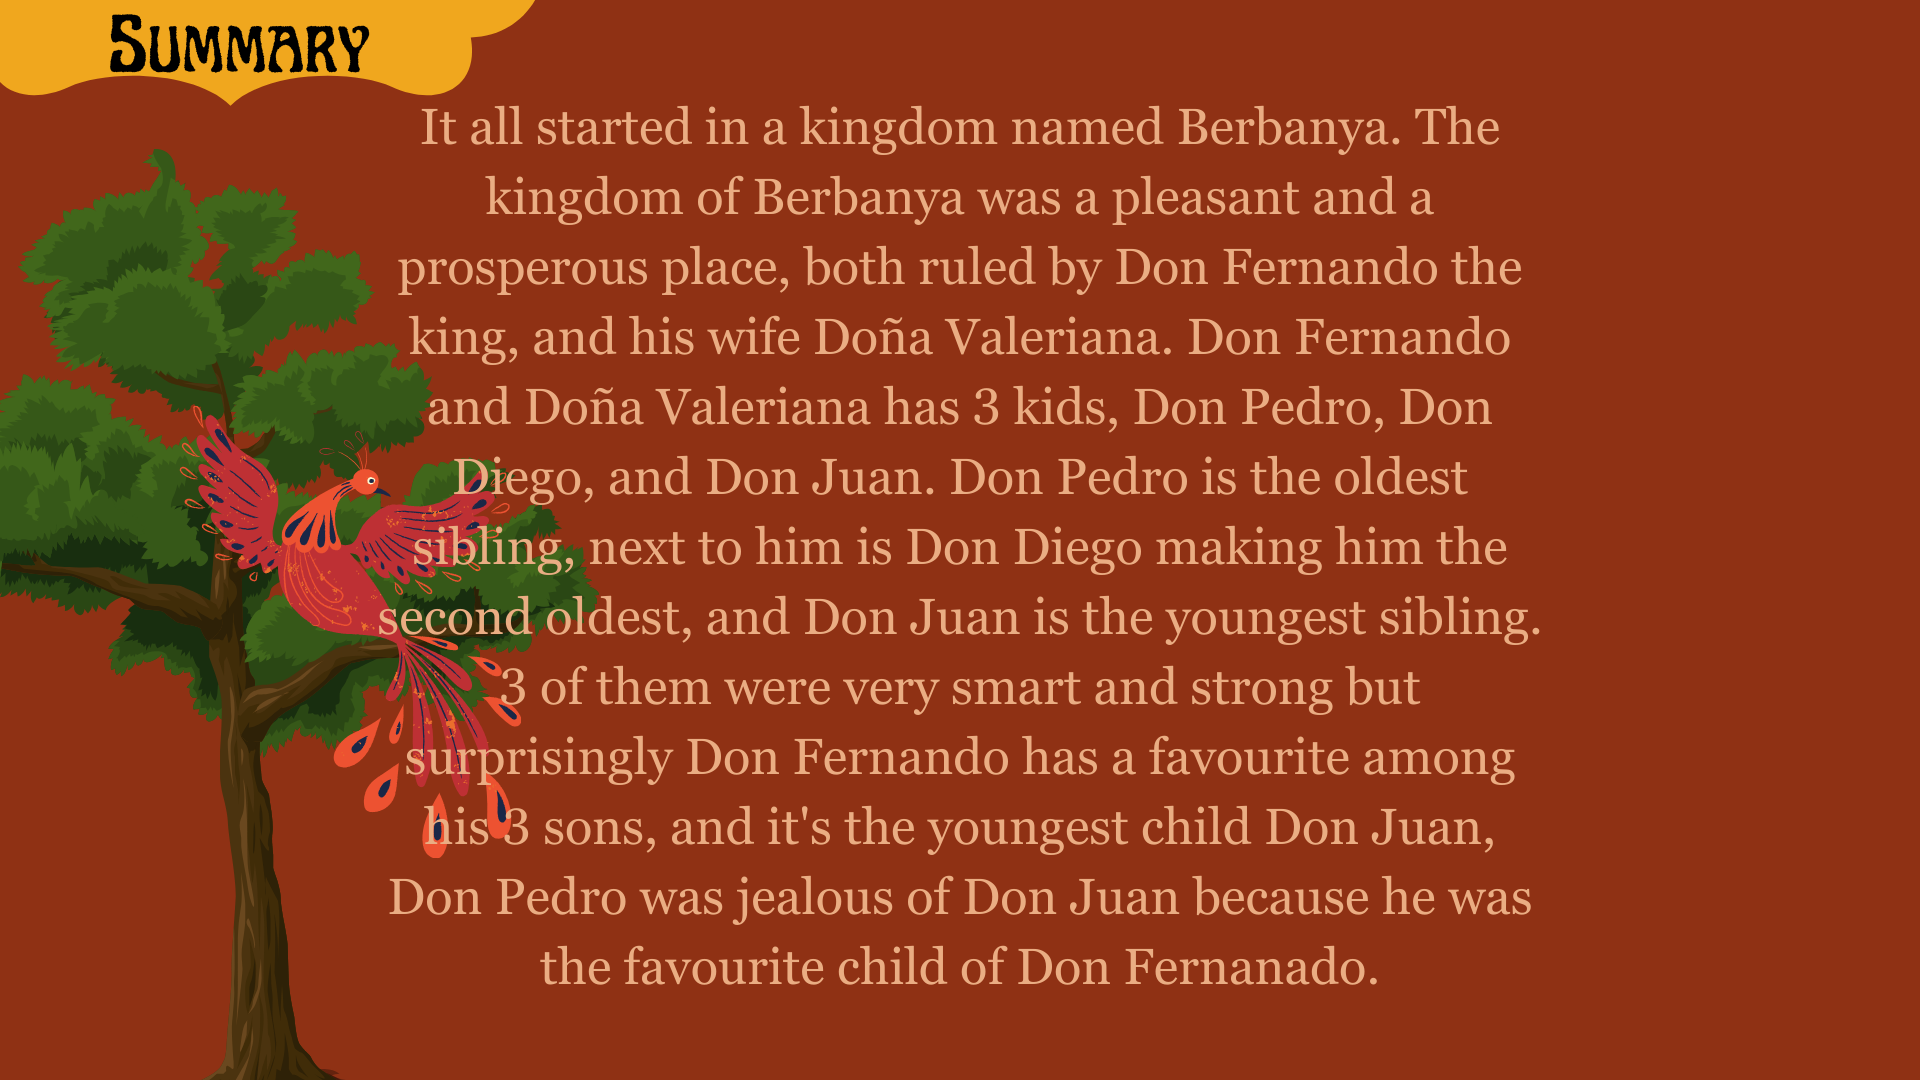 Summary
It all started in a kingdom named Berbanya. The
kingdom of Berbanya was a pleasant and a
prosperous place, both ruled by Don Fernando the
king, and his wife Doña Valeriana. Don Fernando
and Doña Valeriana has 3 kids, Don Pedro, Don
Diego, and Don Juan. Don Pedro is the oldest
sibling, next to him is Don Diego making him the
second oldest, and Don Juan is the youngest sibling.
3 of them were very smart and strong but
surprisingly Don Fernando has a favourite among
his 3 sons, and it's the youngest child Don Juan,
Don Pedro was jealous of Don Juan because he was
the favourite child of Don Fernanado.